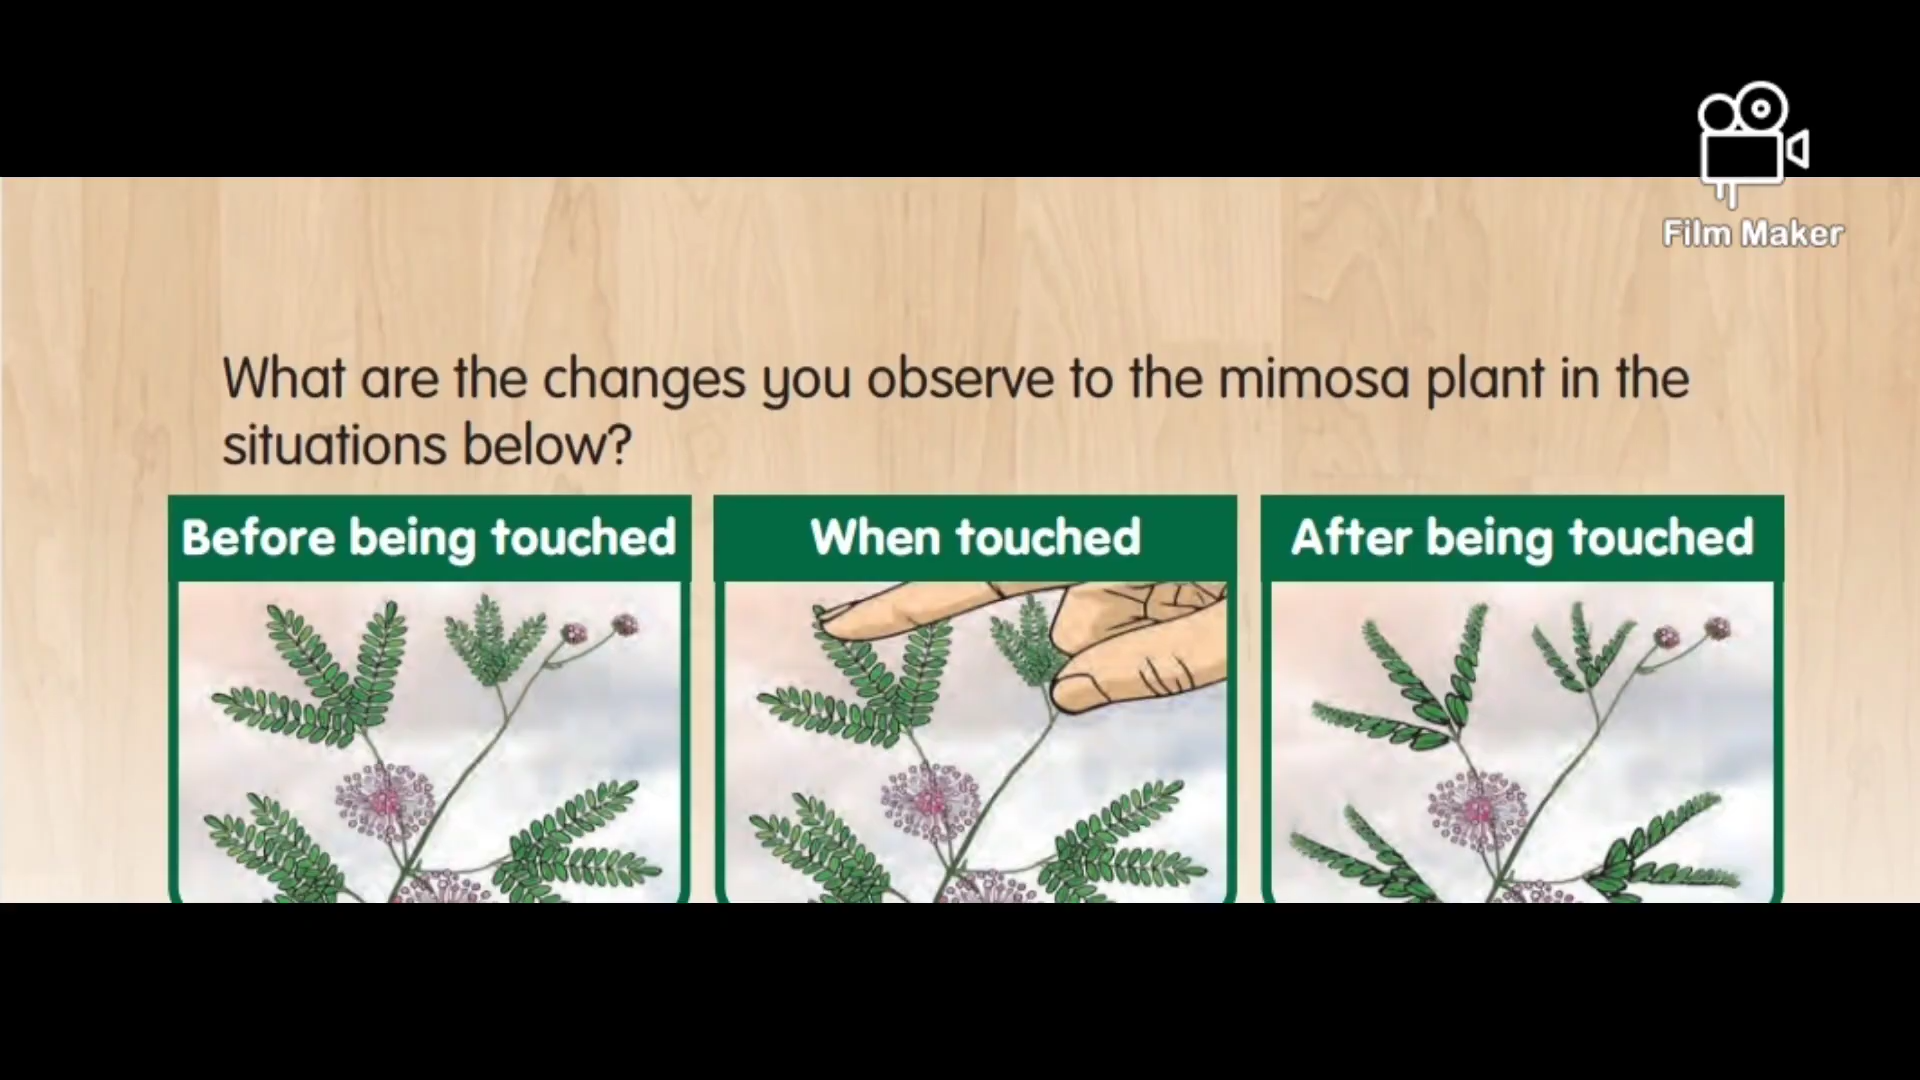 Film Maker
What are the changes you observe to the mimosa plant in the
situations below?
Before being touched
When touched
After being touched